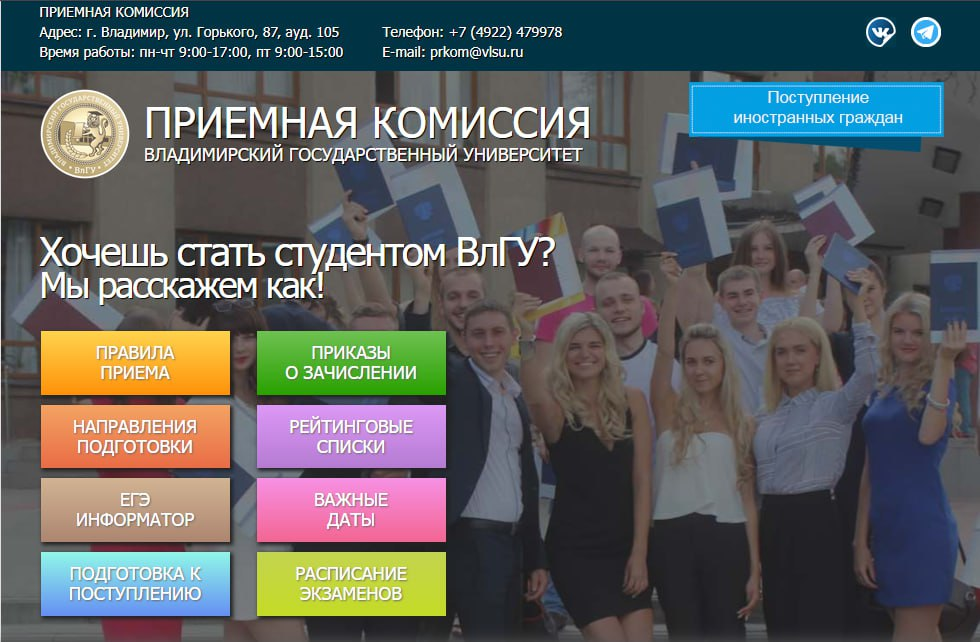 ПРИЕМНАЯ КОМИССИЯ
Адрес: г. Владимир, ул. Горького, 87, ауд. 105
Время работы: пн-чт 9:00-17:00, пт 9:00-15:00
Телефон: +7 (4922) 479978
E-mail: prkom@vlsu.ru
Поступление
иностранных граждан
ВЛАДИМИРСКИЙ ГОСУДАРСТВЕННЫЙ УНИВЕРСИТЕТ
ВлГУ
ПРИЕМНАЯ КОМИССИЯ
ВЛАДИМИРСКИЙ ГОСУДАРСТВЕННЫЙ УНИВЕРСИТЕТ
Хочешь стать студентом ВлГУ?
Мы расскажем как!
ПРАВИЛА
ПРИЕМА
ПРИКАЗЫ
О ЗАЧИСЛЕНИИ
НАПРАВЛЕНИЯ
ПОДГОТОВКИ
РЕЙТИНГОВЫЕ
СПИСКИ
ЕГЭ
ИНФОРМАТОР
ВАЖНЫЕ
ДАТЫ
ПОДГОТОВКА К
ПОСТУПЛЕНИЮ
РАСПИСАНИЕ
ЭКЗАМЕНОВ